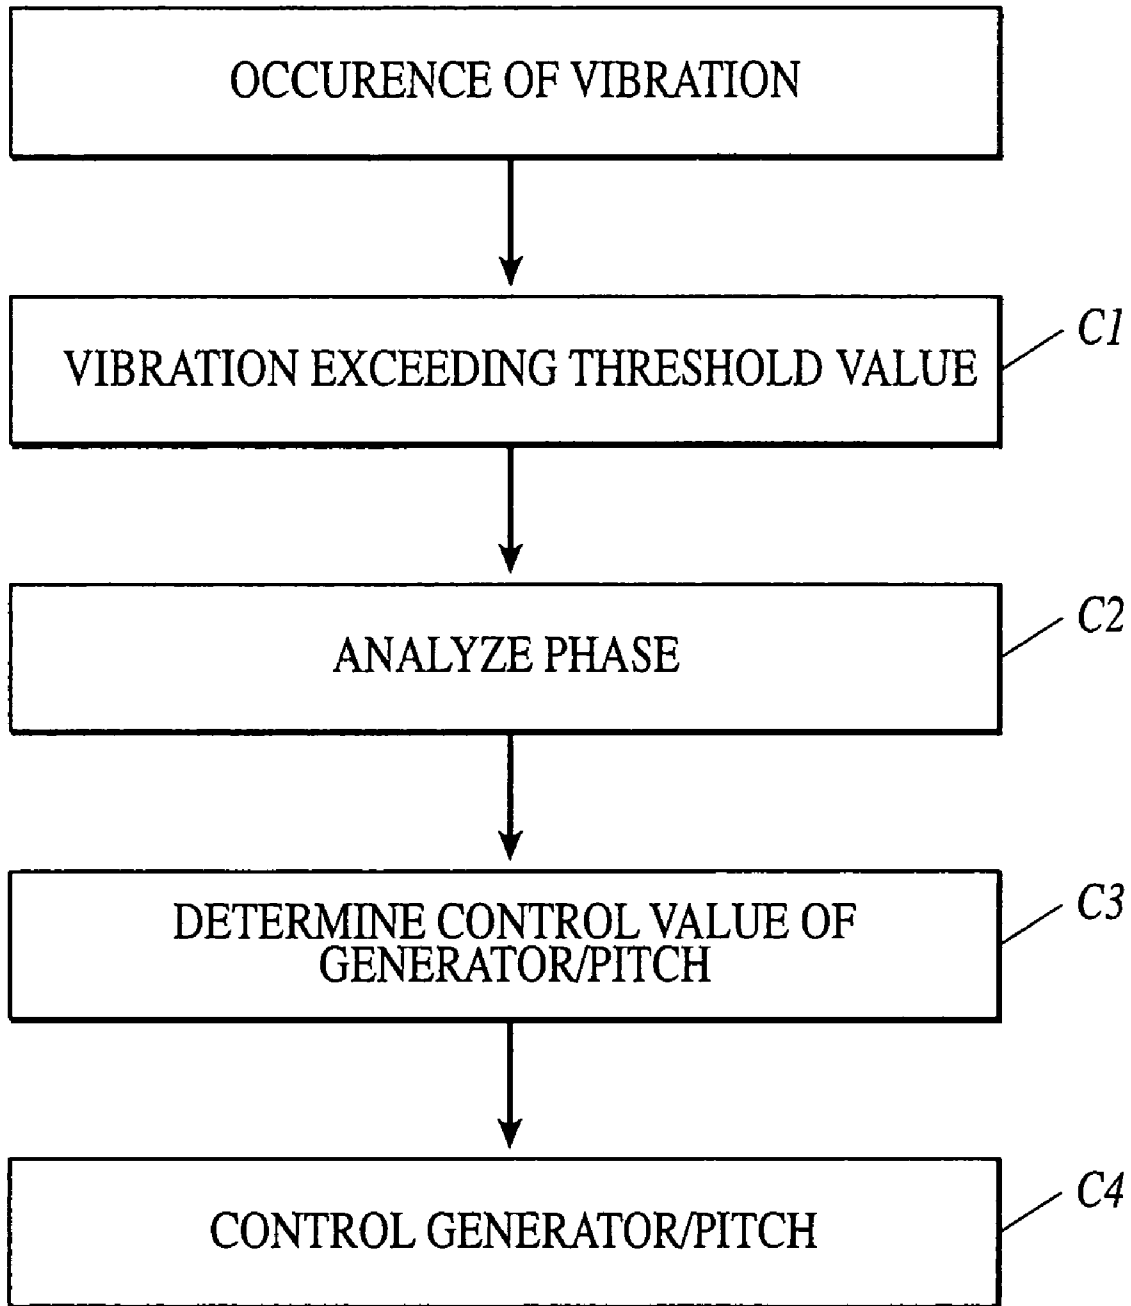 OCCURENCE OF VIBRATION
VIBRATION EXCEEDING THRESHOLD VALUE
C1
ANALYZE PHASE
C2
DETERMINE CONTROL VALUE OF
GENERATOR/PITCH
C3
CONTROL GENERATOR/PITCH
C4